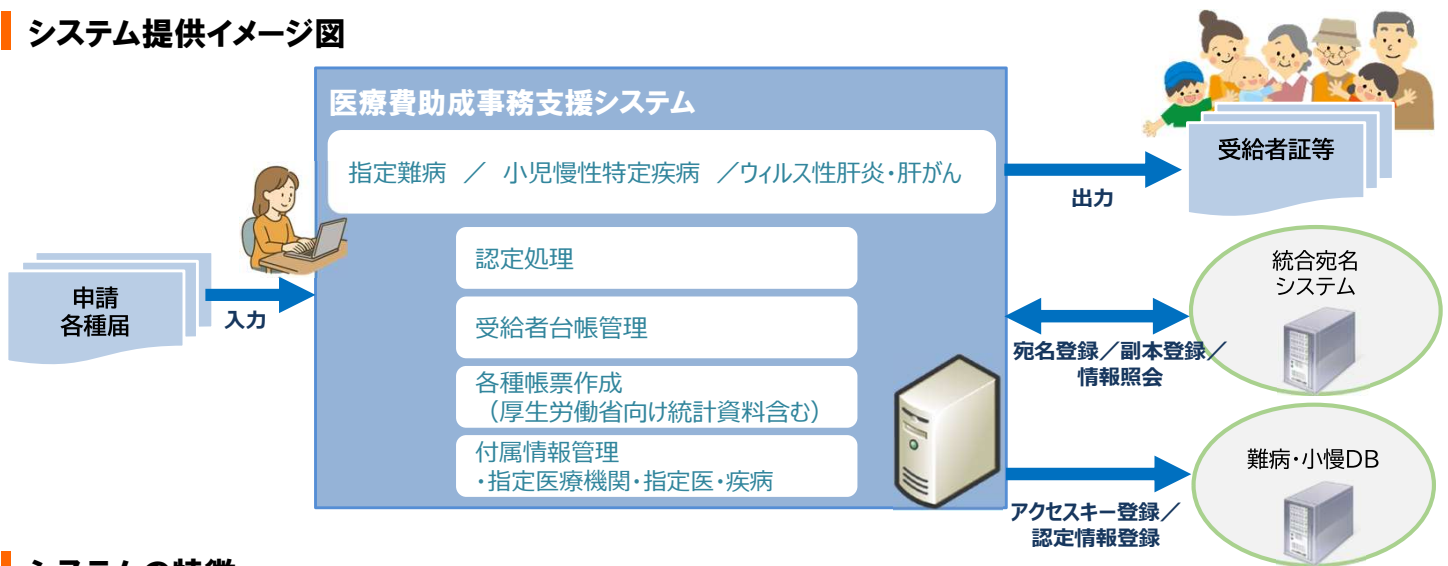 システム提供イメージ図
医療費助成事務支援システム
指定難病 ／ 小児慢性特定疾病 ／ウィルス性肝炎・肝がん
認定処理
受給者台帳管理
各種帳票作成
（厚生労働省向け統計資料含む）
付属情報管理
・指定医療機関・指定医・疾病
申請
各種届
入力
出力
受給者証等
統合宛名
システム
宛名登録／副本登録／
情報照会
難病・小慢DB
アクセスキー登録／
認定情報登録
システムの特徴